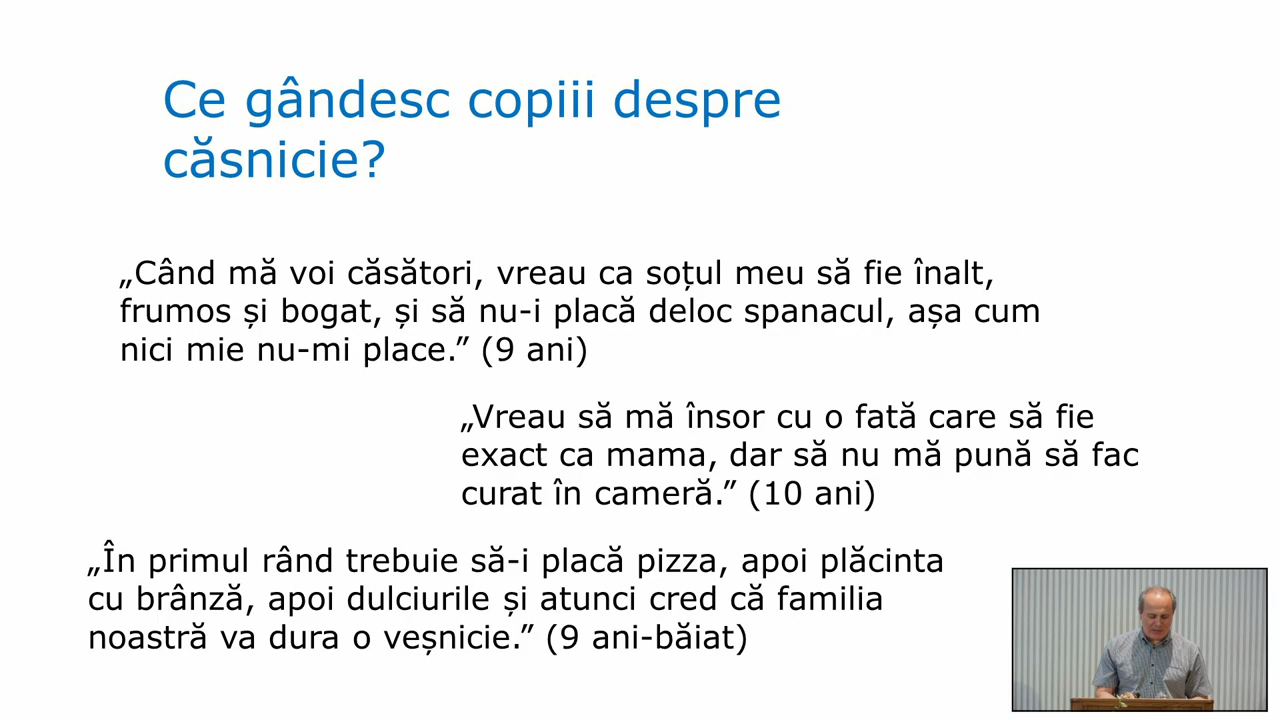 Ce gândesc copiii despre
căsnicie?
„Când mă voi căsători, vreau ca soțul meu să fie înalt,
frumos și bogat, și să nu-i placă deloc spanacul, așa cum
nici mie nu-mi place.” (9 ani)
„Vreau să mă însor cu o fată care să fie
exact ca mama, dar să nu mă pună să fac
curat în cameră.” (10 ani)
„În primul rând trebuie să-i placă pizza, apoi plăcinta
cu brânză, apoi dulciurile și atunci cred că familia
noastră va dura o veșnicie.” (9 ani-băiat)